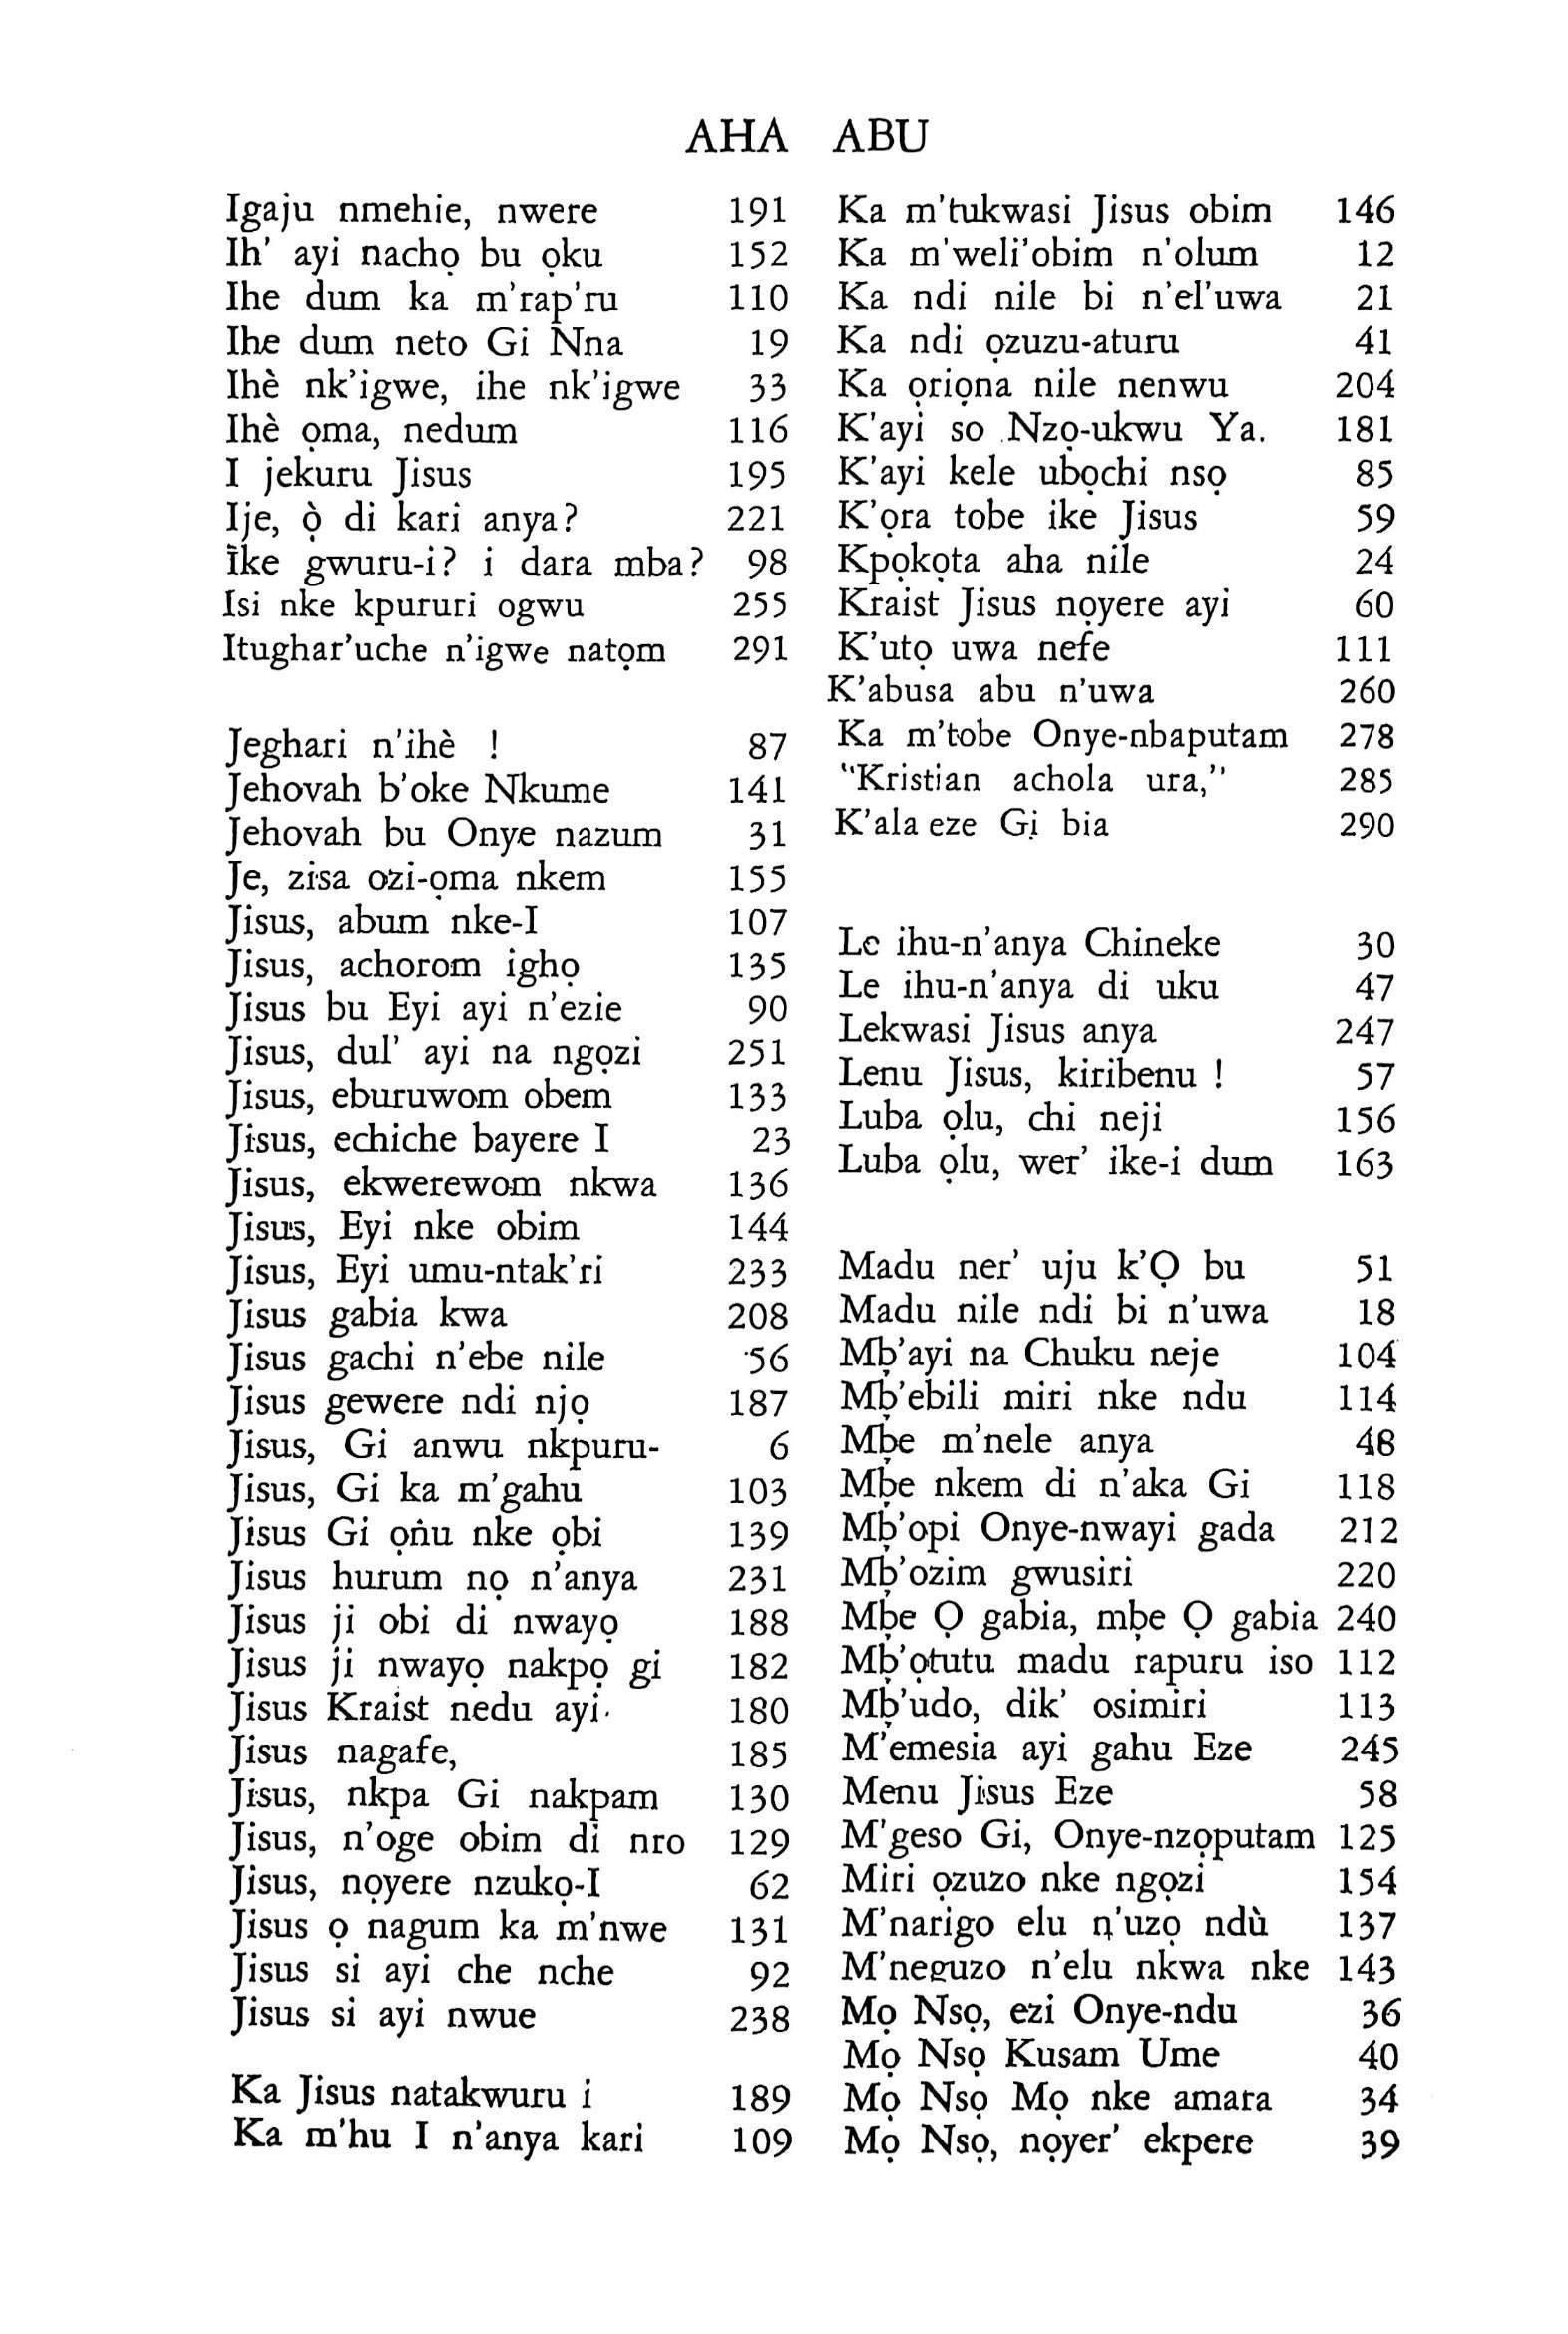 AHA ABU
Igaju nmehie, nwere 191
Ih' ayi nachọ bu ọku 152
Ihe dum ka m'rap'ru 110
Ihe dum neto Gi Nna 19
Ihè nk'igwe, ihe nk'igwe 33
Ihè ọma, nedum 116
I jekuru Jisus 195
Ije, ọ̀ di kari anya? 221
Ike gwuru-i? i dara mba? 98
Isi nke kpururi ogwu 255
Itughar'uche n'igwe natọm 291
Jeghari n'ihè ! 87
Jehovah b'oke Nkume 141
Jehovah bu Onye nazum 31
Je, zisa ozi-ọma nkem 155
Jisus, abum nke-I 107
Jisus, achorom ighọ 135
Jisus bu Eyi ayi n'ezie 90
Jisus, dul' ayi na ngọzi 251
Jisus, eburuwom obem 133
Jisus, echiche bayere I 23
Jisus, ekwerewom nkwa 136
Jisus, Eyi nke obim 144
Jisus, Eyi umu-ntak'ri 233
Jisus gabia kwa 208
Jisus gachi n'ebe nile 56
Jisus gewere ndi njọ 187
Jisus, Gi anwu nkpuru- 6
Jisus, Gi ka m'gahu 103
Jisus Gi ọṅu nke ọbi 139
Jisus hurum nọ n'anya 231
Jisus ji obi di nwayọ 188
Jisus ji nwayọ nakpọ gi 182
Jisus Kraist nedu ayi 180
Jisus nagafe, 185
Jisus, nkpa Gi nakpam 130
Jisus, n'oge obim di nro 129
Jisus, nọyere nzukọ-I 62
Jisus ọ nagum ka m'nwe 131
Jisus si ayi che nche 92
Jisus si ayi nwue 238
Ka Jisus natakwuru i 189
Ka m'hu I n'anya kari 109
Ka m'tukwasi Jisus obim 146
Ka m'weli'obim n'olum 12
Ka ndi nile bi n'el'uwa 21
Ka ndi ọzuzu-aturu 41
Ka ọriọna nile nenwu 204
K'ayi so Nzọ-ukwu Ya. 181
K'ayi kele ubọchi nsọ 85
K'ọra tobe ike Jisus 59
Kpọkọta aha nile 24
Kraist Jisus nọyere ayi 60
K'utọ uwa nefe 111
K'abusa abu n'uwa 260
Ka m'tobe Onye-nbaputam 278
"Kristian achola ura," 285
K'ala eze Gị bia 290
Le ihu-n'anya Chineke 30
Le ihu-n'anya di uku 47
Lekwasi Jisus anya 247
Lenu Jisus, kiribenu ! 57
Luba ọlu, chi neji 156
Luba ọlu, wer' ike-i dum 163
Madu ner' uju k'Ọ bu 51
Madu nile ndi bi n'uwa 18
Mḅ'ayi na Chuku neje 104
Mḅ'ebili miri nke ndu 114
Mḅe m'nele anya 48
Mḅe nkem di n'aka Gi 118
Mḅ'opi Onye-nwayi gada 212
Mḅ'ozim gwusiri 220
Mḅe Ọ gabia, mḅe Ọ gabia 240
Mḅ'ọtutu madu rapuru iso 112
Mḅ'udo, dik' osimiri 113
M'emesia ayi gahu Eze 245
Menu Jisus Eze 58
M'geso Gi, Onye-nzọputam 125
Miri ọzuzo nke ngọzi 154
M'narigo elu n'uzọ ndù 137
M'neguzo n'elu nkwa nke 143
Mọ Nsọ, ezi Onye-ndu 36
Mọ Nsọ Kusam Ume 40
Mọ Nsọ Mọ nke amara 34
Mọ Nsọ, nọyer' ekpere 39